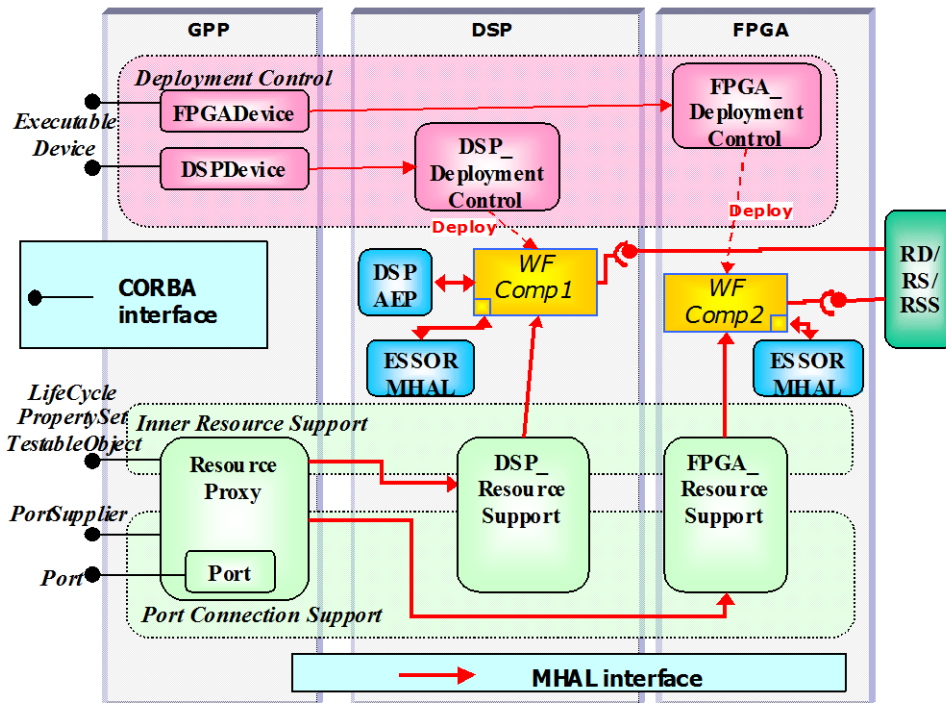 GPP
DSP
FPGA
Deployment Control
FPGADevice
Executable
Device
DSPDevice
DSP_
Deployment
Control
FPGA_
Deployment
Control
Deploy
Deploy
CORBA
interface
DSP
AEP
WF
Comp1
WF
Comp2
RD/
RS/
RSS
ESSOR
MHAL
ESSOR
MHAL
LifeCycle
PropertySet
TestableObject
Inner Resource Support
Resource
Proxy
DSP_
Resource
Support
FPGA_
Resource
Support
PortSupplier
Port
Port
Port Connection Support
MHAL interface